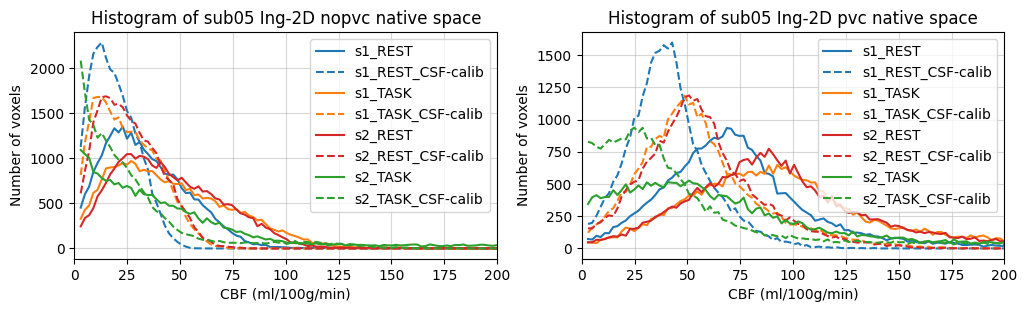 Histogram of sub05 Ing-2D nopvc native space
Number of voxels
2000
1500
1000
500
0
0 25 50 75 100 125 150 175 200
CBF (ml/100g/min)
s1_REST
s1_REST_CSF-calib
s1_TASK
s1_TASK_CSF-calib
s2_REST
s2_REST_CSF-calib
s2_TASK
s2_TASK_CSF-calib
Histogram of sub05 Ing-2D pvc native space
Number of voxels
1500
1250
1000
750
500
250
0
0 25 50 75 100 125 150 175 200
CBF (ml/100g/min)
s1_REST
s1_REST_CSF-calib
s1_TASK
s1_TASK_CSF-calib
s2_REST
s2_REST_CSF-calib
s2_TASK
s2_TASK_CSF-calib